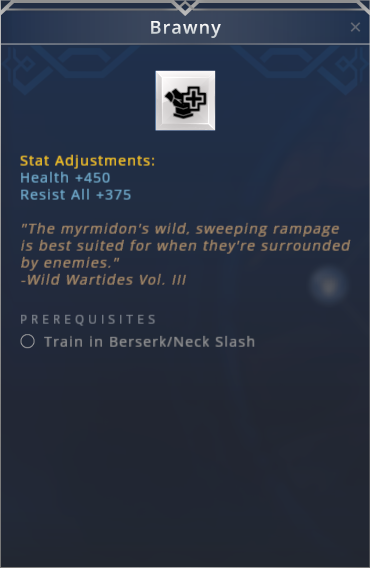 Brawny
Stat Adjustments:
Health +450
Resist All +375
"The myrmidon's wild, sweeping rampage
is best suited for when they're surrounded
by enemies."
-Wild Wartides Vol. III
PREREQUISITES
Train in Berserk/Neck Slash